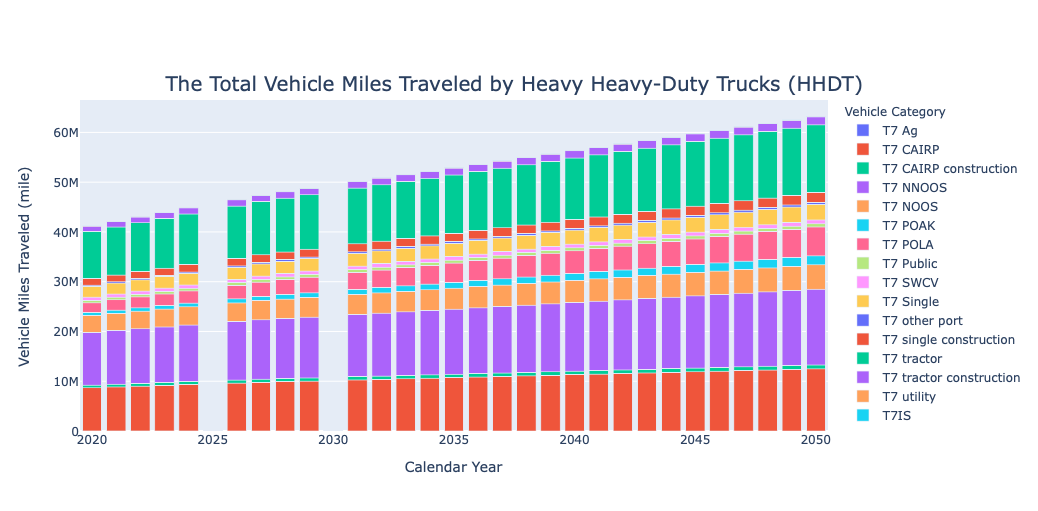 The Total Vehicle Miles Traveled by Heavy Heavy-Duty Trucks (HHDT)
Vehicle Miles Traveled (mile)
60M
50M
40M
30M
20M
10M
0
2020
2025
2030
2035
2040
2045
2050
Calendar Year
Vehicle Category
T7 Ag
T7 CAIRP
T7 CAIRP construction
T7 NNOOS
T7 NOOS
T7 POAK
T7 POLA
T7 Public
T7 SWCV
T7 Single
T7 other port
T7 single construction
T7 tractor
T7 tractor construction
T7 utility
T7IS